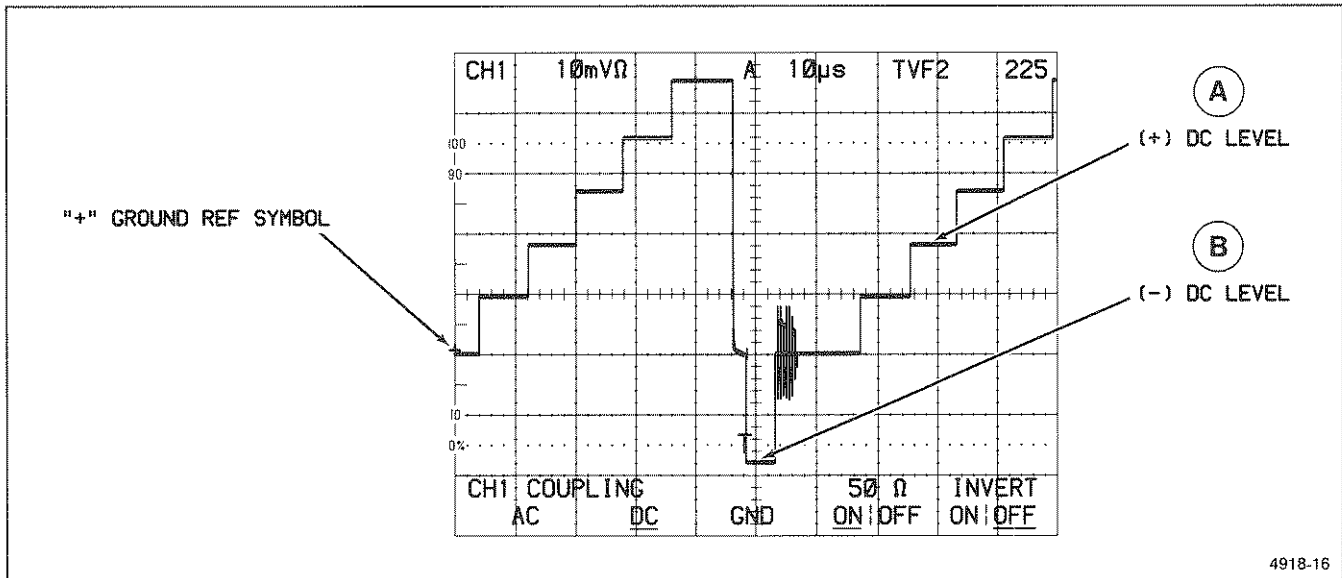 CH1 10mVΩ A 10µs TVF2 225
100
90
10
0%
CH1 COUPLING 50 Ω INVERT
AC DC GND ON¦OFF ON¦OFF
"+" GROUND REF SYMBOL
A
(+) DC LEVEL
B
(-) DC LEVEL
4918-16